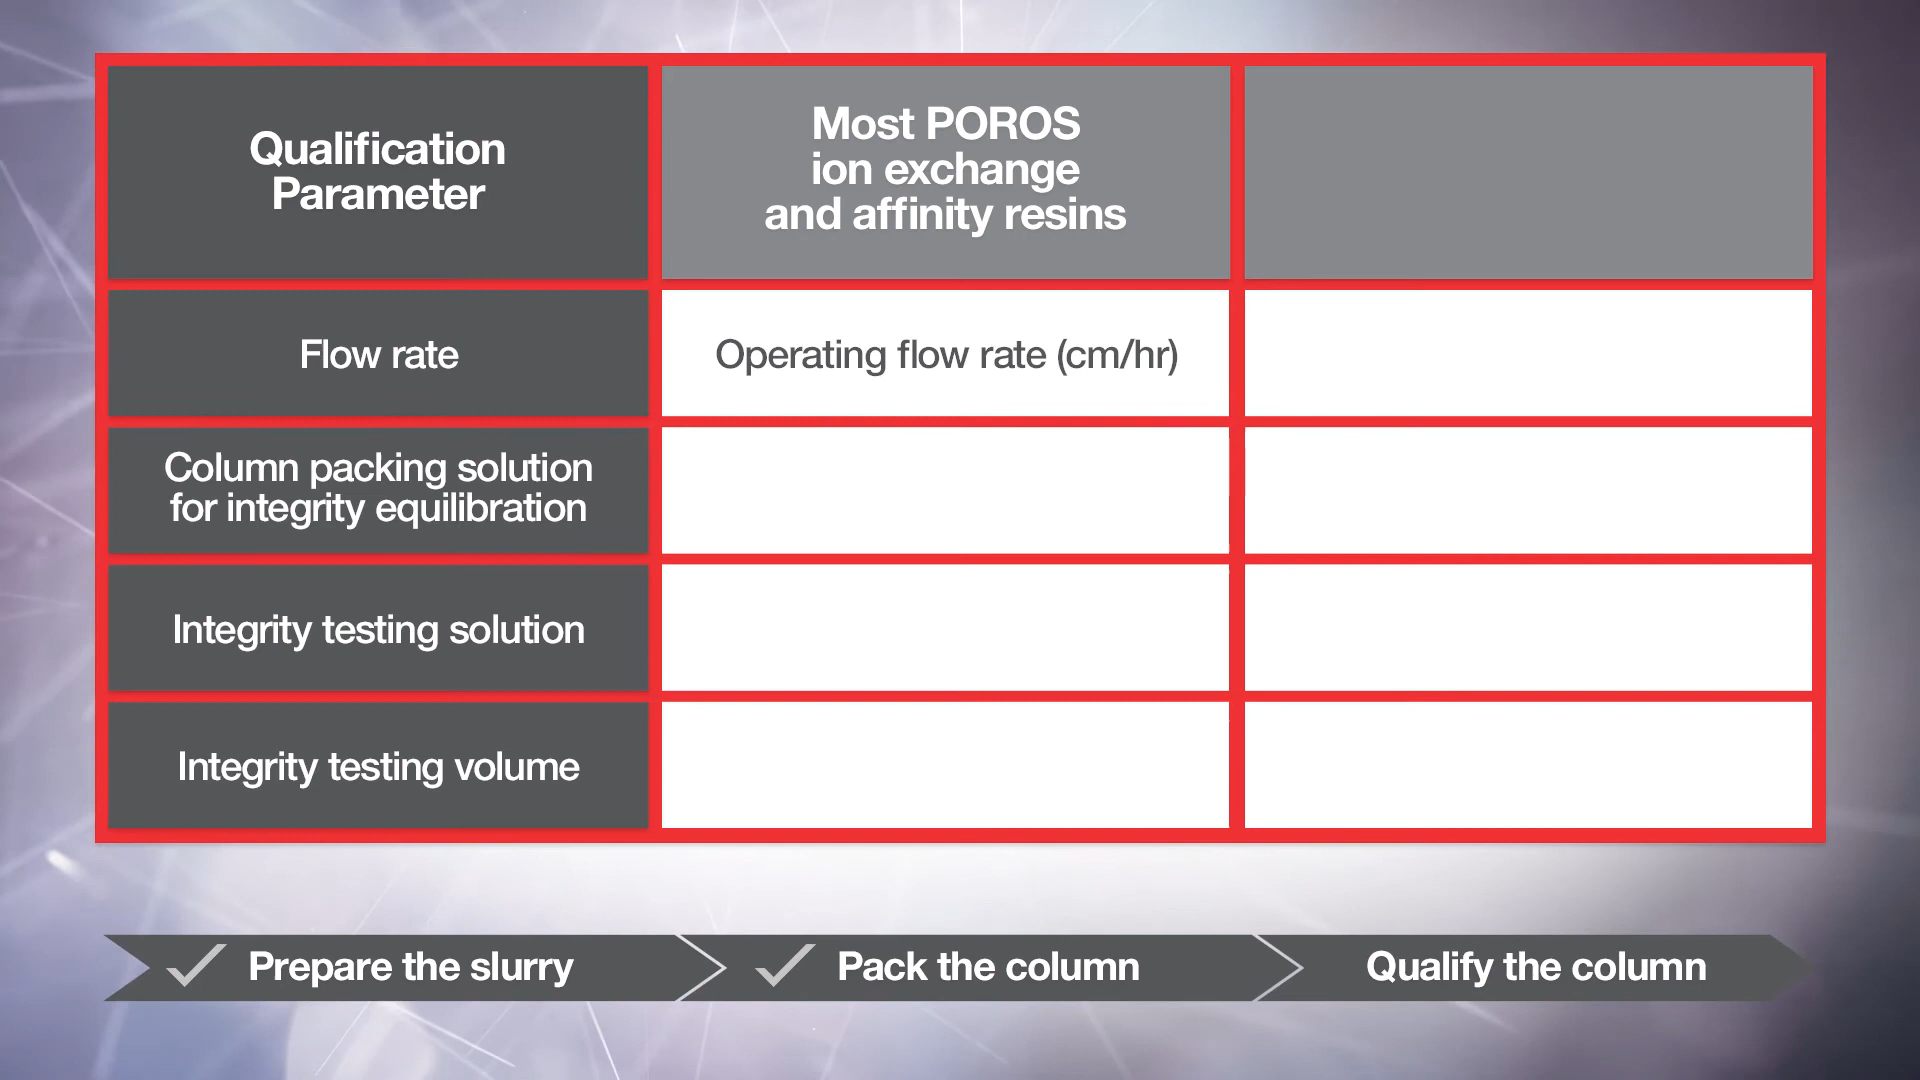 Qualification
Parameter
Most POROS
ion exchange
and affinity resins
Flow rate
Operating flow rate (cm/hr)
Column packing solution
for integrity equilibration
Integrity testing solution
Integrity testing volume
Prepare the slurry
Pack the column
Qualify the column